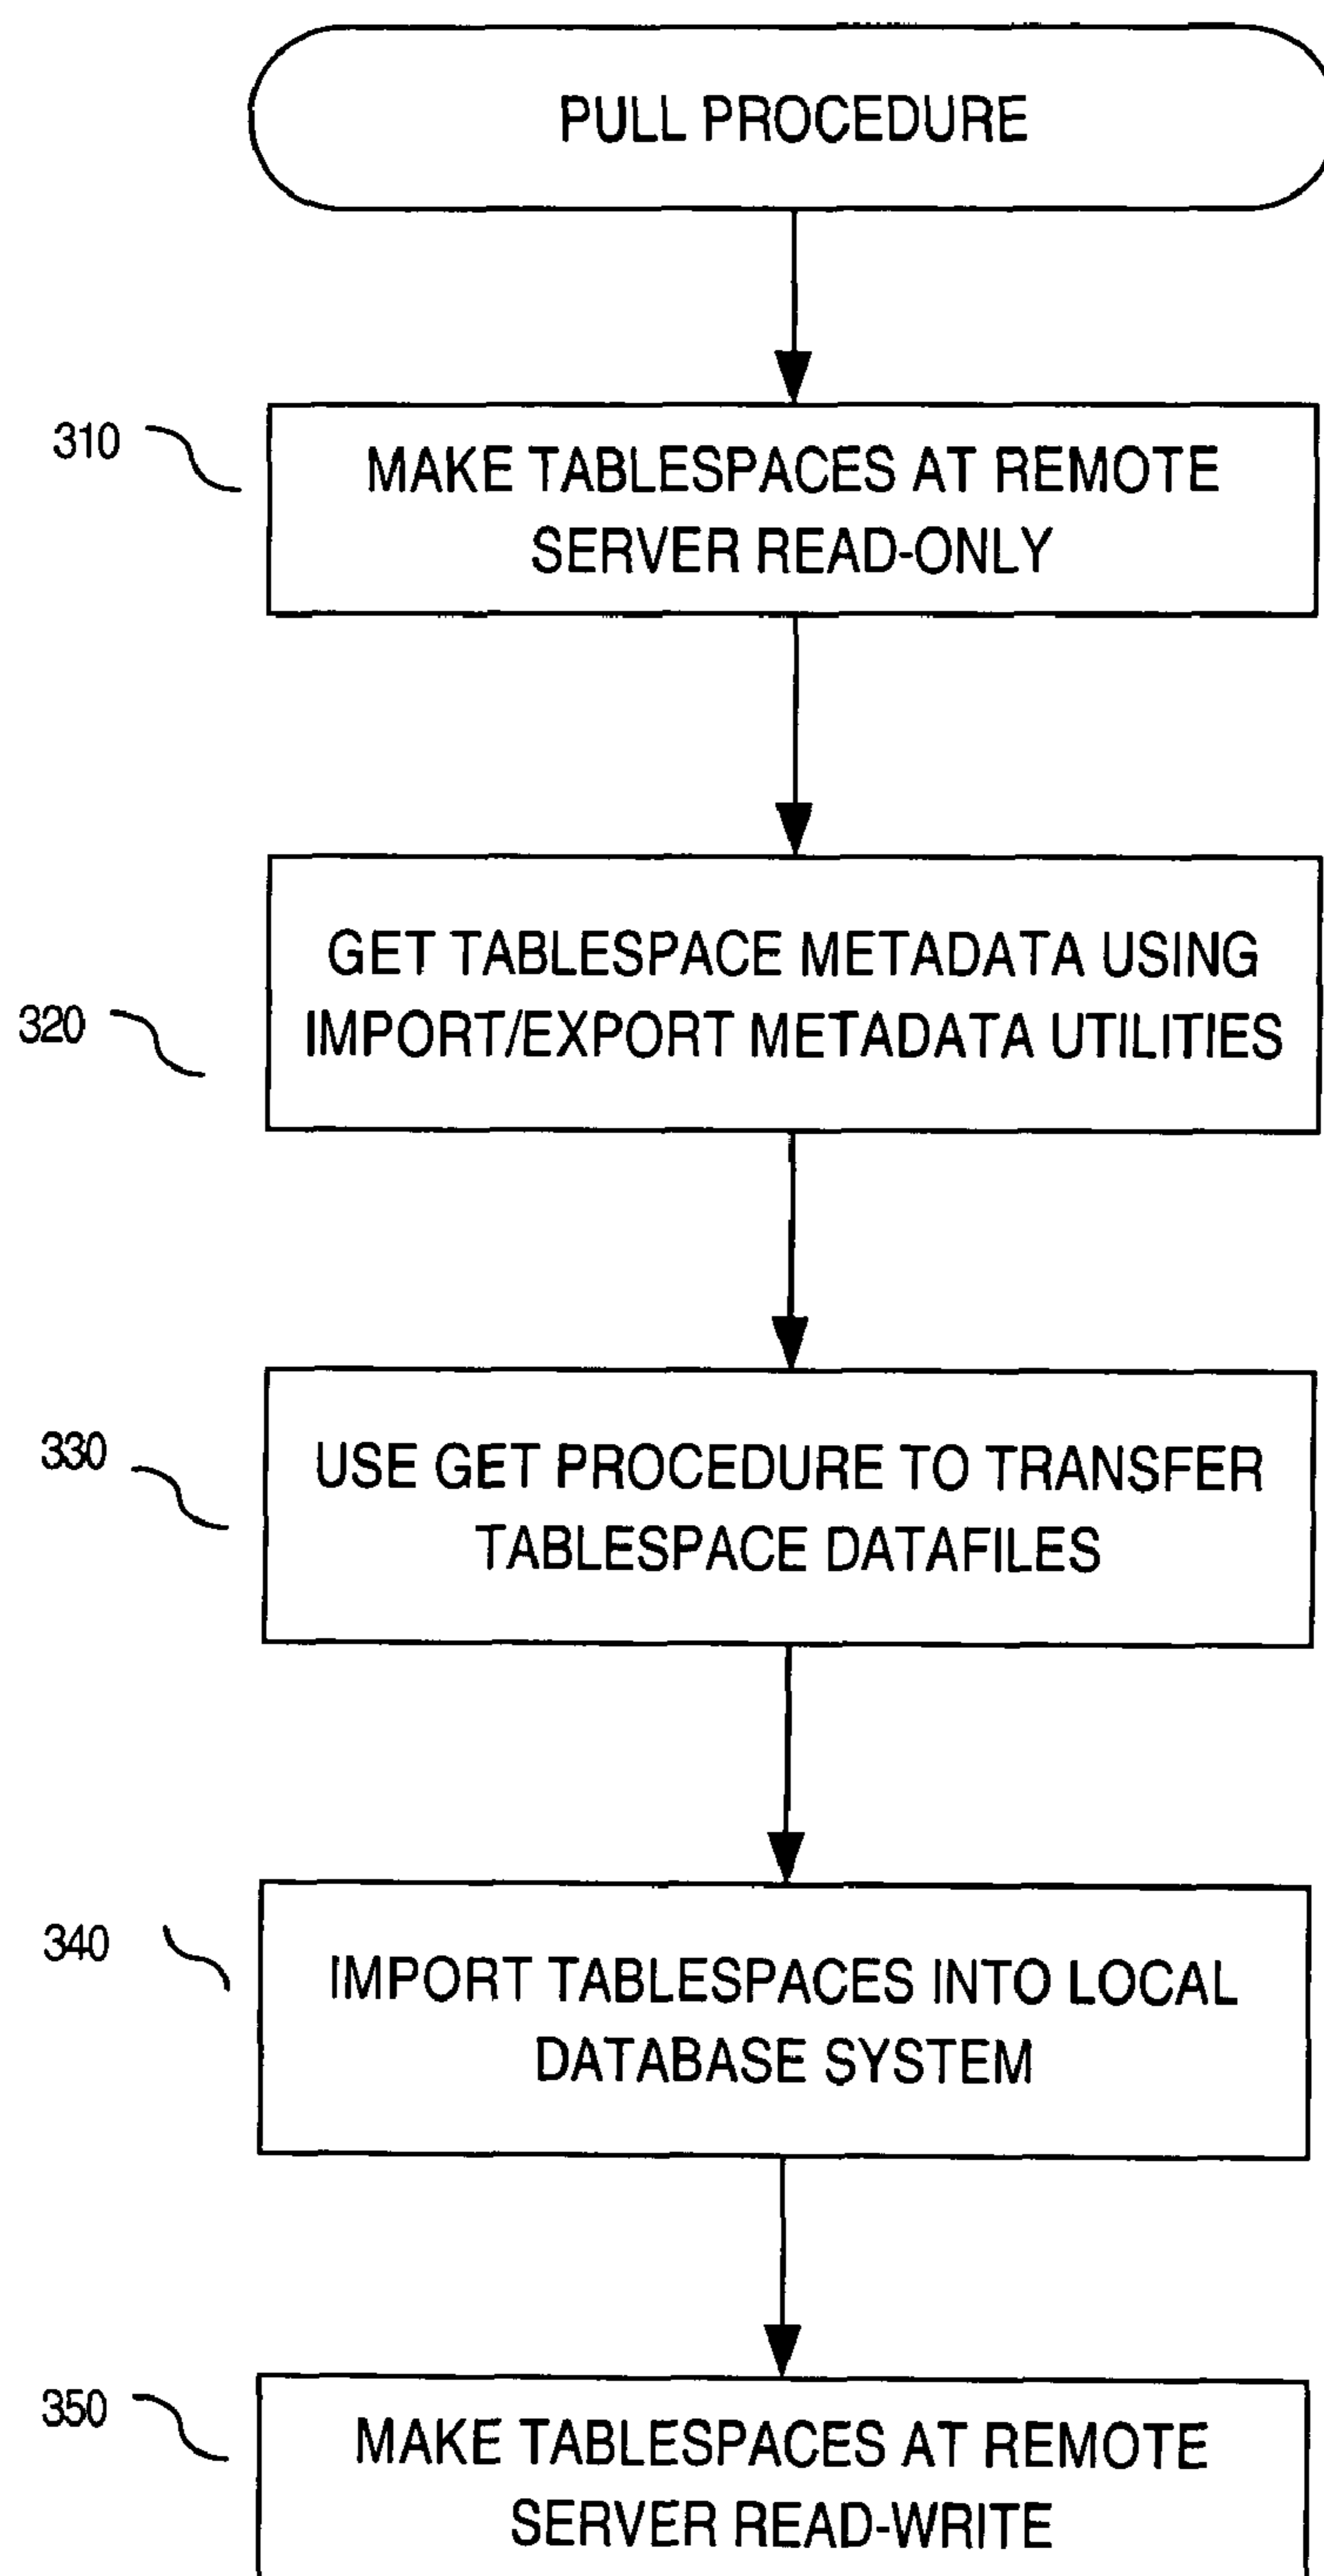 PULL PROCEDURE
310
MAKE TABLESPACES AT REMOTE
SERVER READ-ONLY
320
GET TABLESPACE METADATA USING
IMPORT/EXPORT METADATA UTILITIES
330
USE GET PROCEDURE TO TRANSFER
TABLESPACE DATAFILES
340
IMPORT TABLESPACES INTO LOCAL
DATABASE SYSTEM
350
MAKE TABLESPACES AT REMOTE
SERVER READ-WRITE